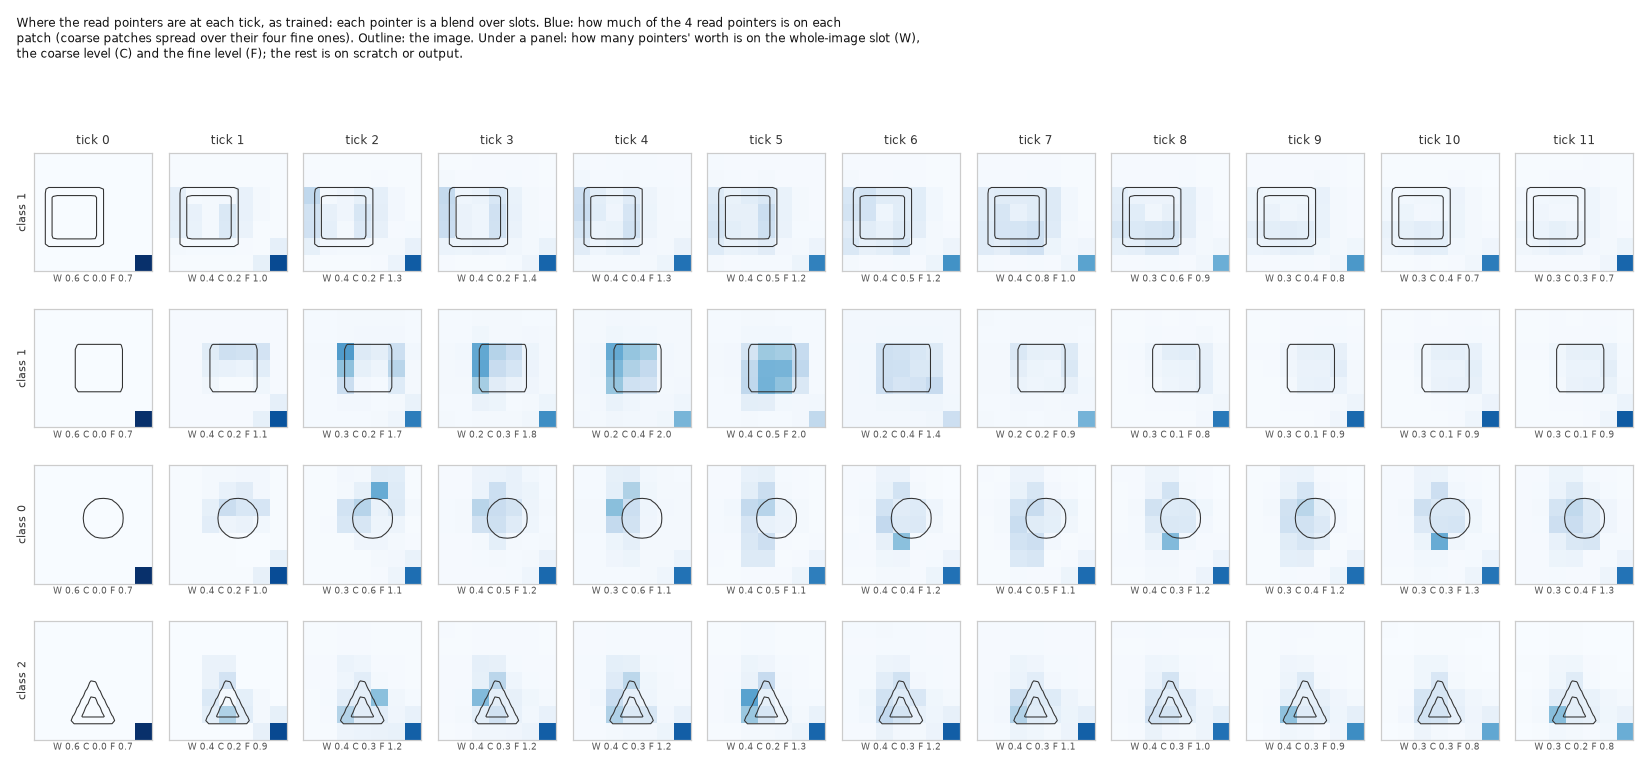 Where the read pointers are at each tick, as trained: each pointer is a blend over slots. Blue: how much of the 4 read pointers is on each
patch (coarse patches spread over their four fine ones). Outline: the image. Under a panel: how many pointers' worth is on the whole-image slot (W),
the coarse level (C) and the fine level (F); the rest is on scratch or output.
tick 0 tick 1 tick 2 tick 3 tick 4 tick 5 tick 6 tick 7 tick 8 tick 9 tick 10 tick 11
class 1
W 0.6 C 0.0 F 0.7 W 0.4 C 0.2 F 1.0 W 0.4 C 0.2 F 1.3 W 0.4 C 0.2 F 1.4 W 0.4 C 0.4 F 1.3 W 0.4 C 0.5 F 1.2 W 0.4 C 0.5 F 1.2 W 0.4 C 0.8 F 1.0 W 0.3 C 0.6 F 0.9 W 0.3 C 0.4 F 0.8 W 0.3 C 0.4 F 0.7 W 0.3 C 0.3 F 0.7
class 1
W 0.6 C 0.0 F 0.7 W 0.4 C 0.2 F 1.1 W 0.3 C 0.2 F 1.7 W 0.2 C 0.3 F 1.8 W 0.2 C 0.4 F 2.0 W 0.4 C 0.5 F 2.0 W 0.2 C 0.4 F 1.4 W 0.2 C 0.2 F 0.9 W 0.3 C 0.1 F 0.8 W 0.3 C 0.1 F 0.9 W 0.3 C 0.1 F 0.9 W 0.3 C 0.1 F 0.9
class 0
W 0.6 C 0.0 F 0.7 W 0.4 C 0.2 F 1.0 W 0.3 C 0.6 F 1.1 W 0.4 C 0.5 F 1.2 W 0.3 C 0.6 F 1.1 W 0.4 C 0.5 F 1.1 W 0.4 C 0.4 F 1.2 W 0.4 C 0.5 F 1.1 W 0.4 C 0.3 F 1.2 W 0.3 C 0.4 F 1.2 W 0.3 C 0.3 F 1.3 W 0.3 C 0.4 F 1.3
class 2
W 0.6 C 0.0 F 0.7 W 0.4 C 0.2 F 0.9 W 0.4 C 0.3 F 1.2 W 0.4 C 0.3 F 1.2 W 0.4 C 0.3 F 1.2 W 0.4 C 0.2 F 1.3 W 0.4 C 0.3 F 1.2 W 0.4 C 0.3 F 1.1 W 0.4 C 0.3 F 1.0 W 0.4 C 0.3 F 0.9 W 0.3 C 0.3 F 0.8 W 0.3 C 0.2 F 0.8